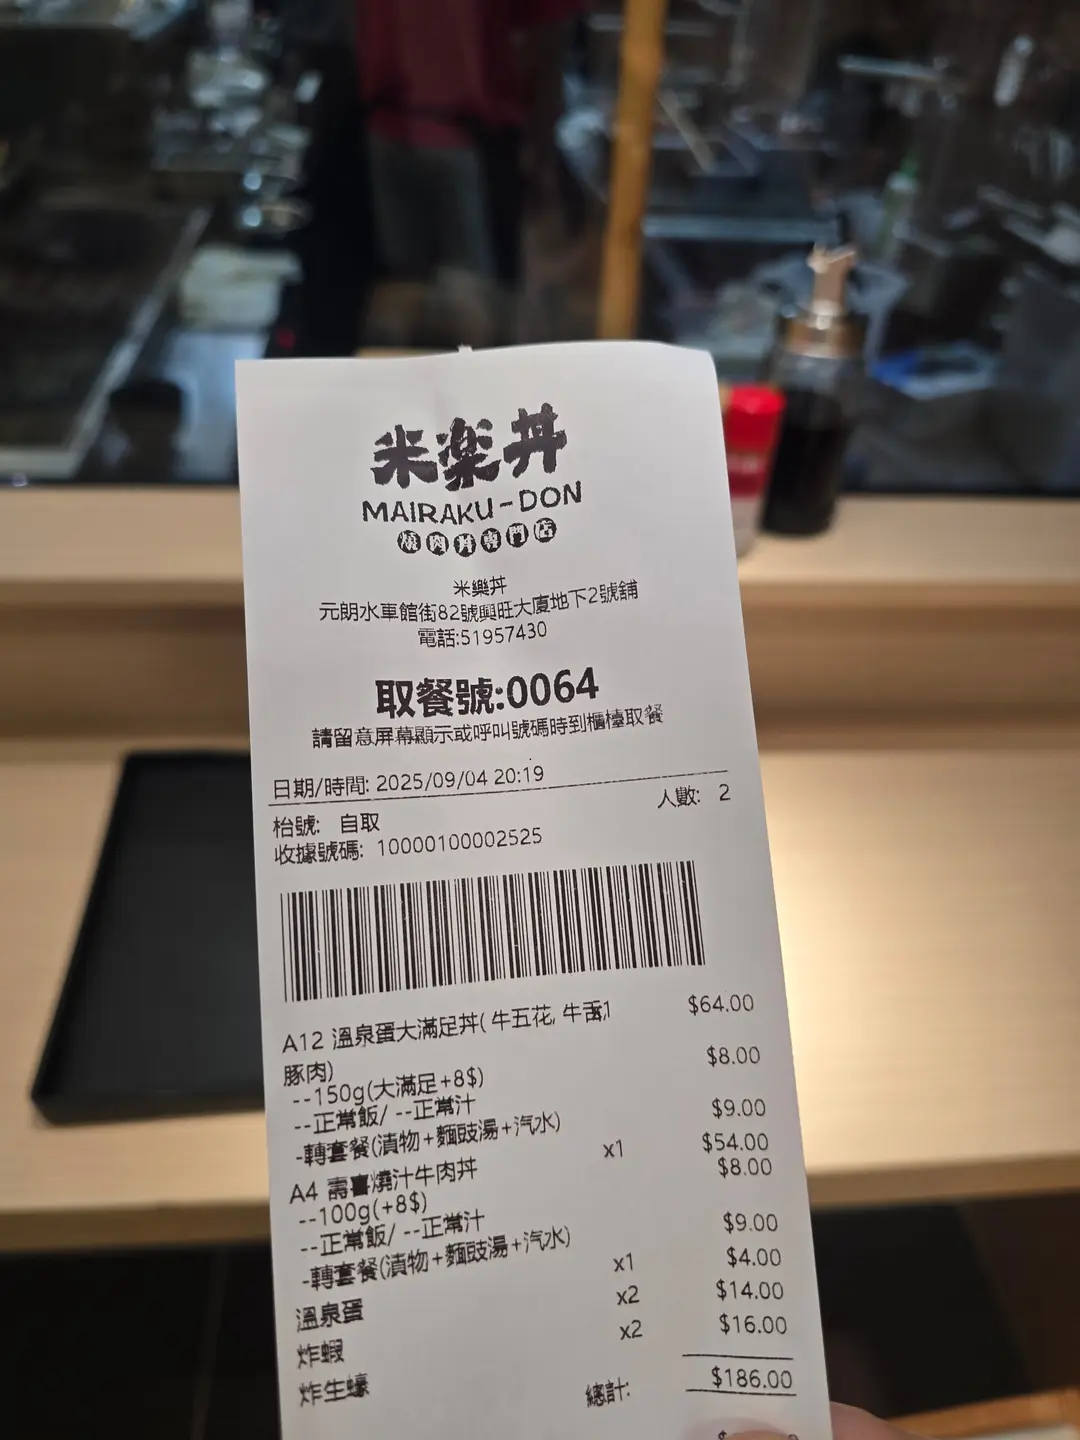 米楽丼
MAIRAKU-DON
燒肉丼專門店
米樂丼
元朗水車館街82號興旺大廈地下2號舖
電話:51957430
取餐號:0064
請留意屏幕顯示或呼叫號碼時到櫃檯取餐
日期/時間: 2025/09/04 20:19
枱號: 自取 人數: 2
收據號碼: 10000100002525
A12 溫泉蛋大滿足丼( 牛五花, 牛舌,1 $64.00
豚肉)
--150g(大滿足+8$) $8.00
--正常飯/ --正常汁
-轉套餐(漬物+麵豉湯+汽水) $9.00
A4 壽喜燒汁牛肉丼 x1 $54.00
--100g(+8$) $8.00
--正常飯/ --正常汁
-轉套餐(漬物+麵豉湯+汽水) $9.00
溫泉蛋 x1 $4.00
炸蝦 x2 $14.00
炸生蠔 x2 $16.00
總計: $186.00